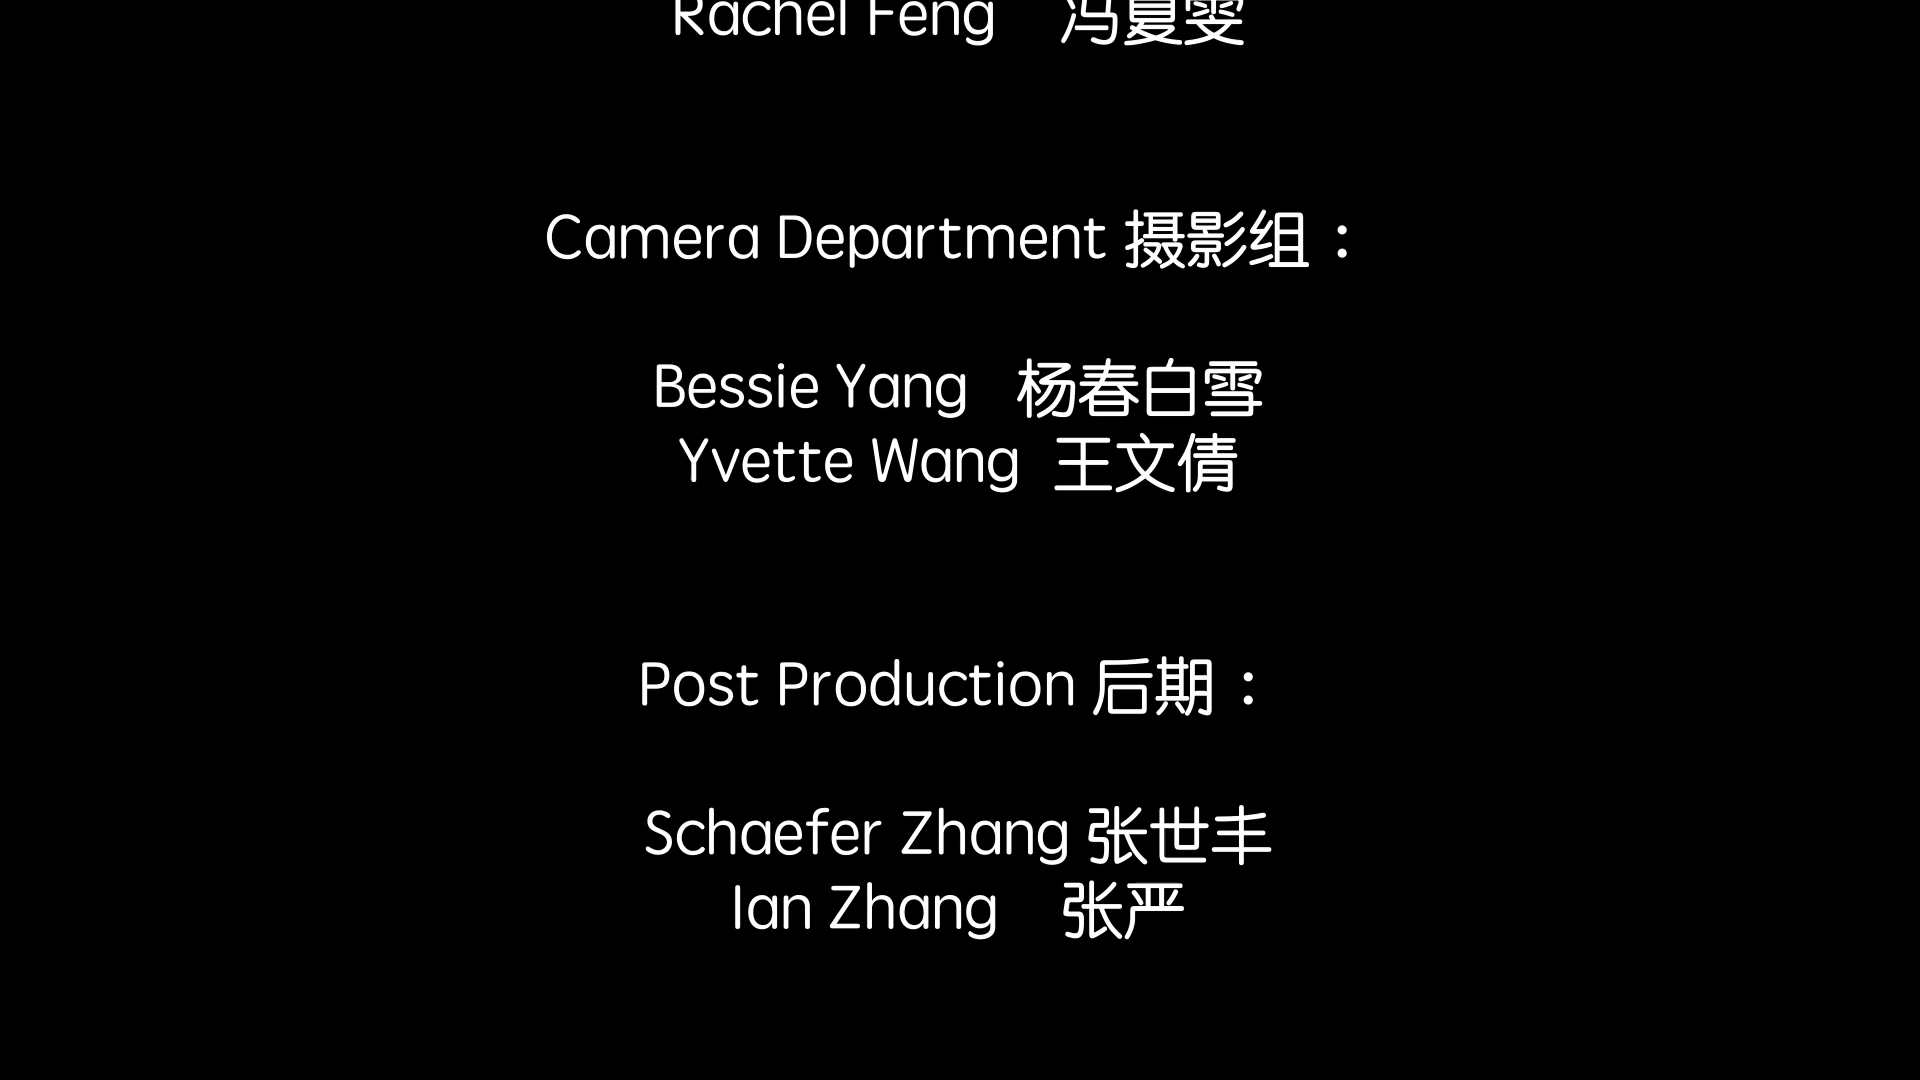 Rachel Feng 冯夏雯
Camera Department 摄影组：
Bessie Yang 杨春白雪
Yvette Wang 王文倩
Post Production 后期：
Schaefer Zhang 张世丰
Ian Zhang 张严